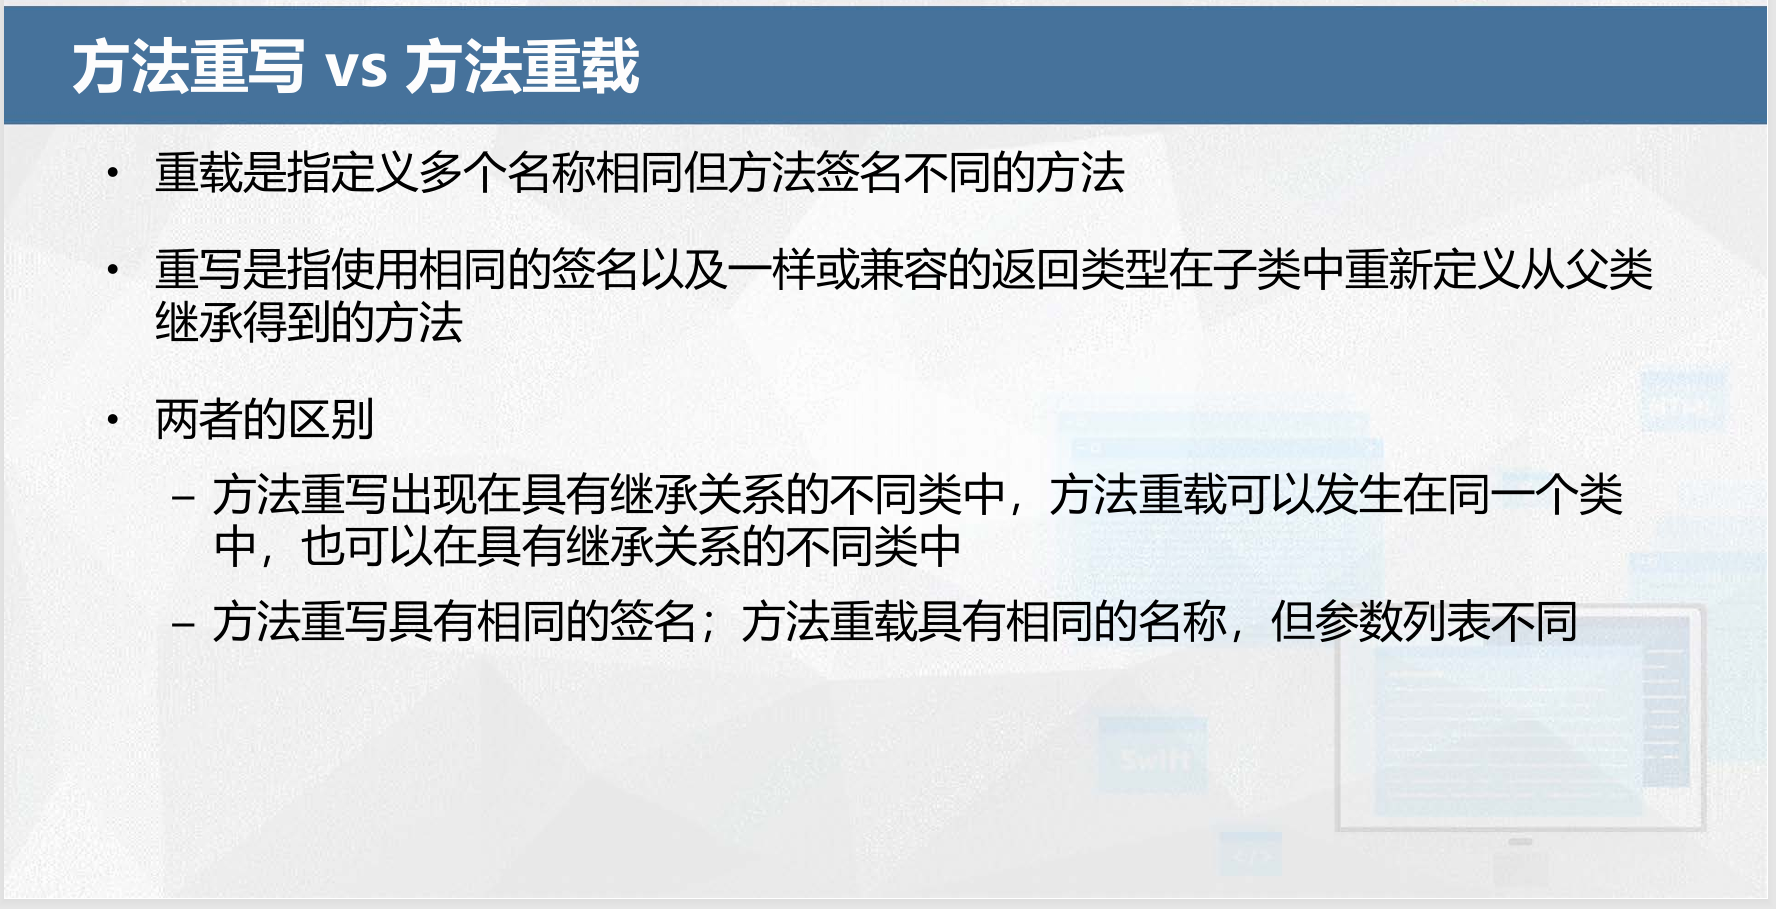 方法重写 vs 方法重载
• 重载是指定义多个名称相同但方法签名不同的方法
• 重写是指使用相同的签名以及一样或兼容的返回类型在子类中重新定义从父类
继承得到的方法
• 两者的区别
– 方法重写出现在具有继承关系的不同类中，方法重载可以发生在同一个类
中，也可以在具有继承关系的不同类中
– 方法重写具有相同的签名；方法重载具有相同的名称，但参数列表不同
HTML
Swift
</>